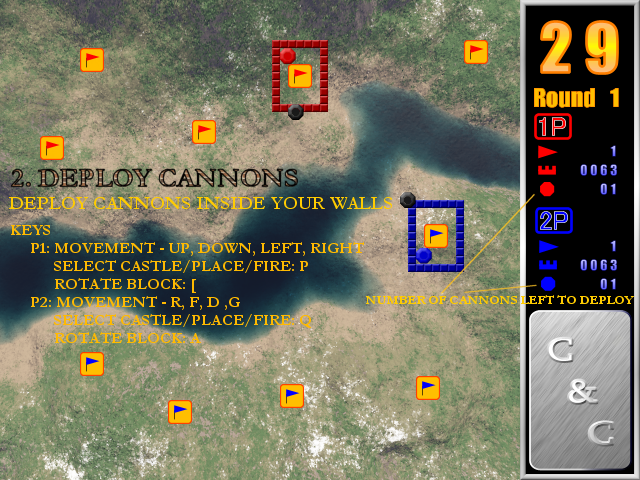 29
Round 1
1P
1
0063
01
2. DEPLOY CANNONS
DEPLOY CANNONS INSIDE YOUR WALLS
KEYS
P1: MOVEMENT - UP, DOWN, LEFT, RIGHT
SELECT CASTLE/PLACE/FIRE: P
ROTATE BLOCK: [
P2: MOVEMENT - R, F, D ,G
SELECT CASTLE/PLACE/FIRE: Q
ROTATE BLOCK: A
2P
1
0063
01
NUMBER OF CANNONS LEFT TO DEPLOY
C
&
C